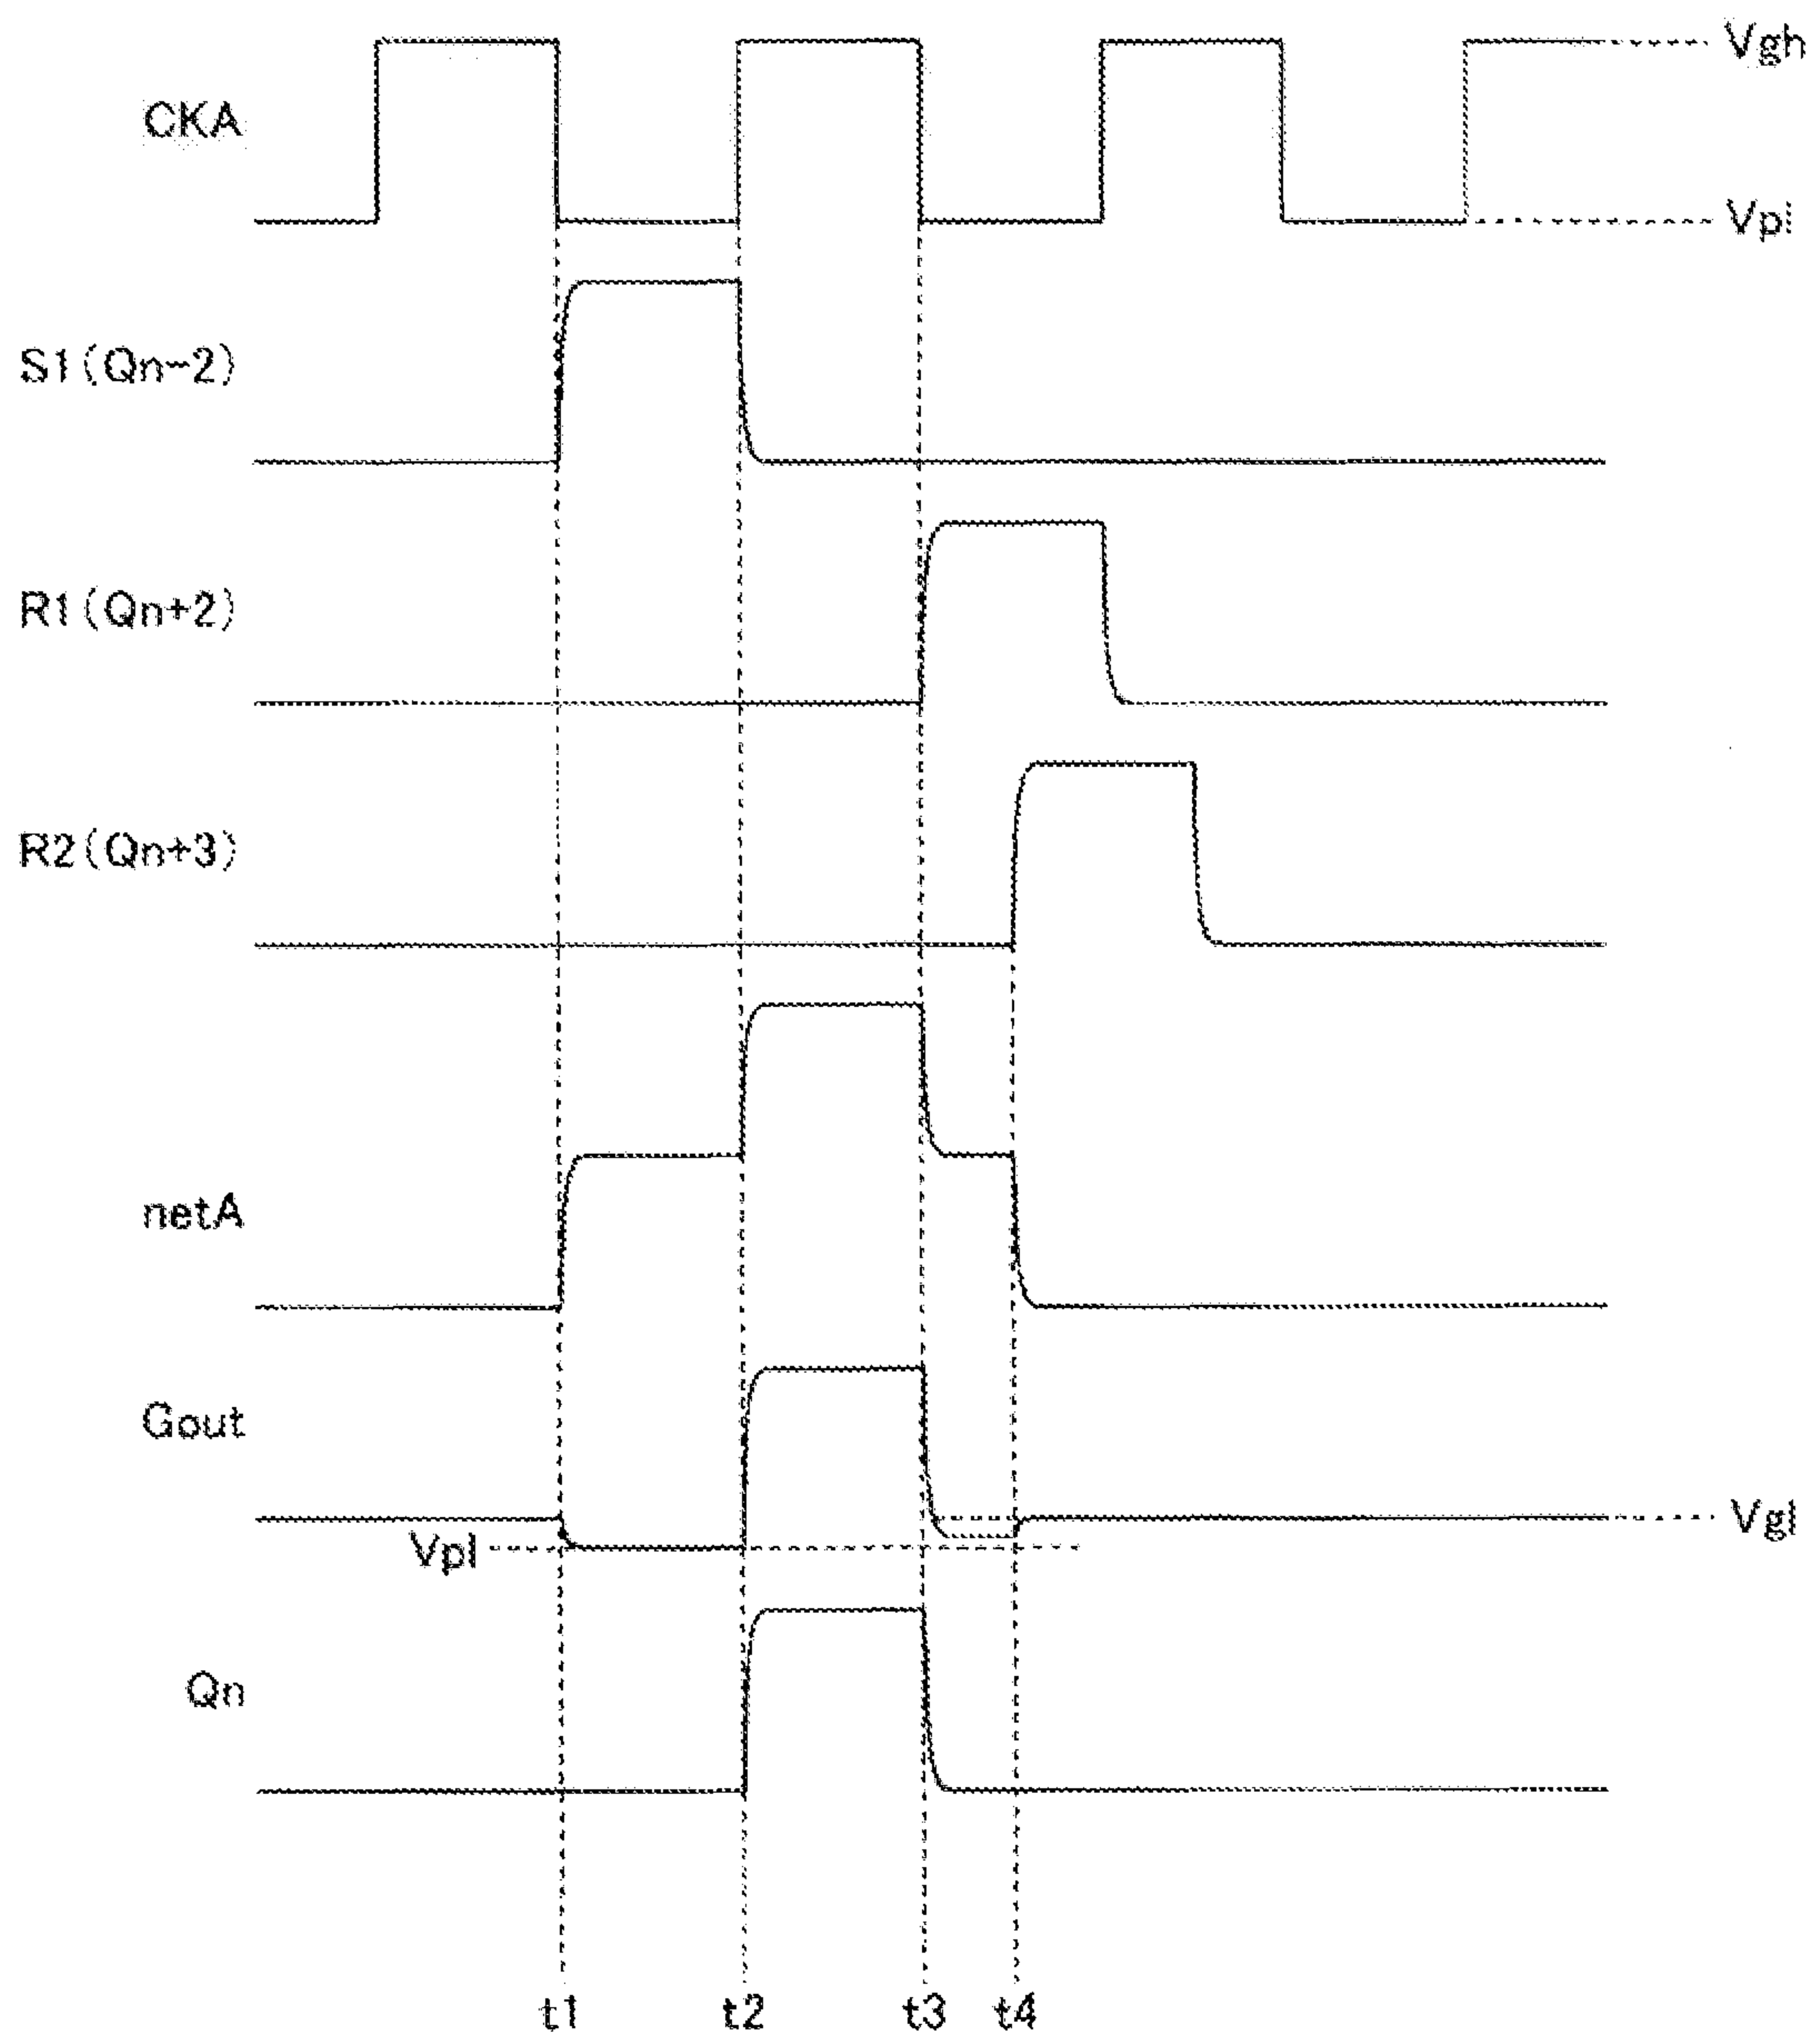 Vgh
CKA
Vpl
S1(Qn-2)
R1(Qn+2)
R2(Qn+3)
netA
Gout
Vgl
Vpl
Qn
t1 t2 t3 t4